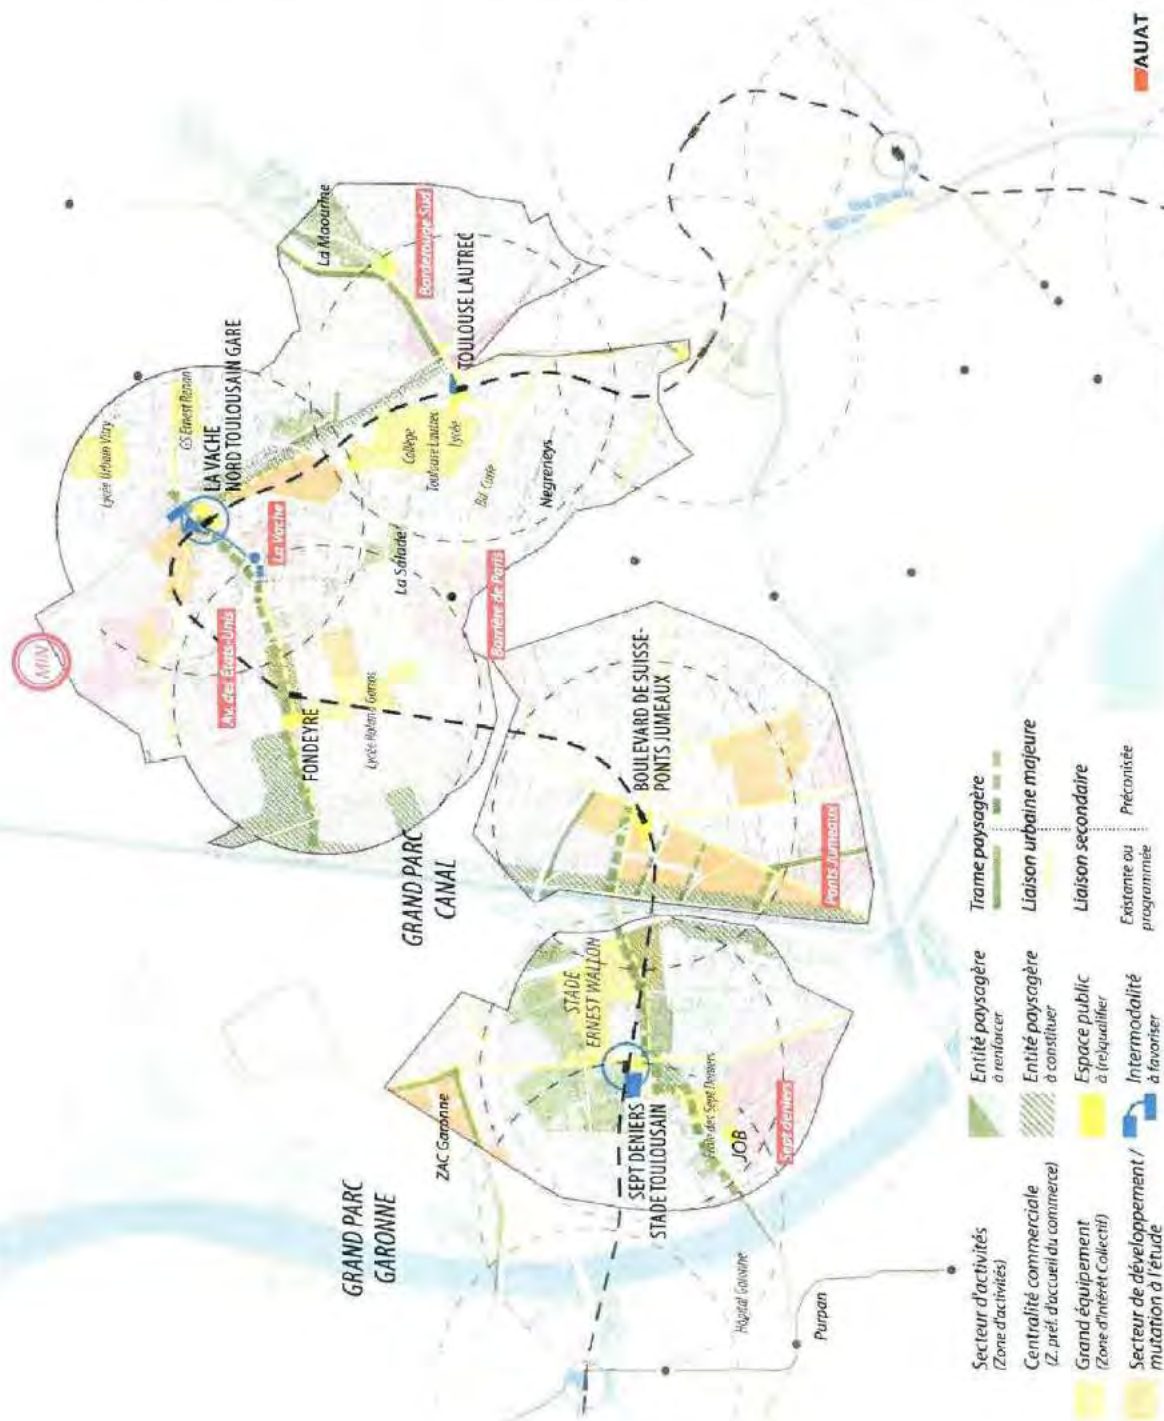 MIN
Lycée Urbain Vitry
GS Ernest Renan
LA VACHE
NORD TOULOUSAIN GARE
La Vache
Av. des Etats-Unis
La Maourine
Borderouge Sud
TOULOUSE LAUTREC
Collège
Toulouse Lautrec
Lycée
Bd. Curie
Negreneys
La Salade
Barrière de Paris
FONDEYRE
Lycée Roland Garros
GRAND PARC
CANAL
BOULEVARD DE SUISSE-
PONTS JUMEAUX
Ponts Jumeaux
STADE
ERNEST WALLON
ZAC Garonne
GRAND PARC
GARONNE
SEPT DENIERS
STADE TOULOUSAIN
JOB
Sept deniers
Hôpital Garonne
Purpan
Secteur d'activités
(Zone d'activités)
Centralité commerciale
(Z. préf. d'accueil du commerce)
Grand équipement
(Zone d'Intérêt Collectif)
Secteur de développement /
mutation à l'étude
Entité paysagère
à renforcer
Entité paysagère
à constituer
Espace public
à (re)qualifier
Intermodalité
à favoriser
Trame paysagère
Liaison urbaine majeure
Liaison secondaire
Existante ou
programmée
Préconisée
AUAT